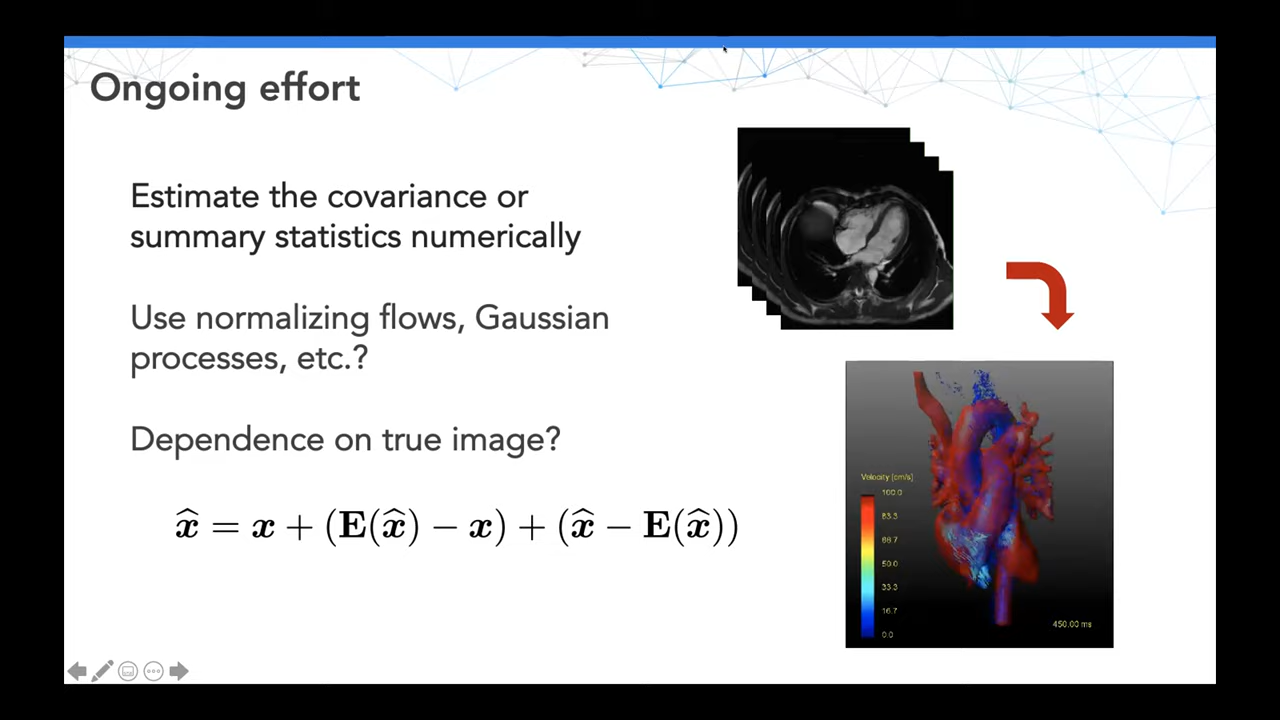 Ongoing effort
Estimate the covariance or
summary statistics numerically
Use normalizing flows, Gaussian
processes, etc.?
Dependence on true image?
x̂ = x + (E(x̂) − x) + (x̂ − E(x̂))
Velocity [cm/s]
100.0
83.3
66.7
50.0
33.3
16.7
0.0
450.00 ms